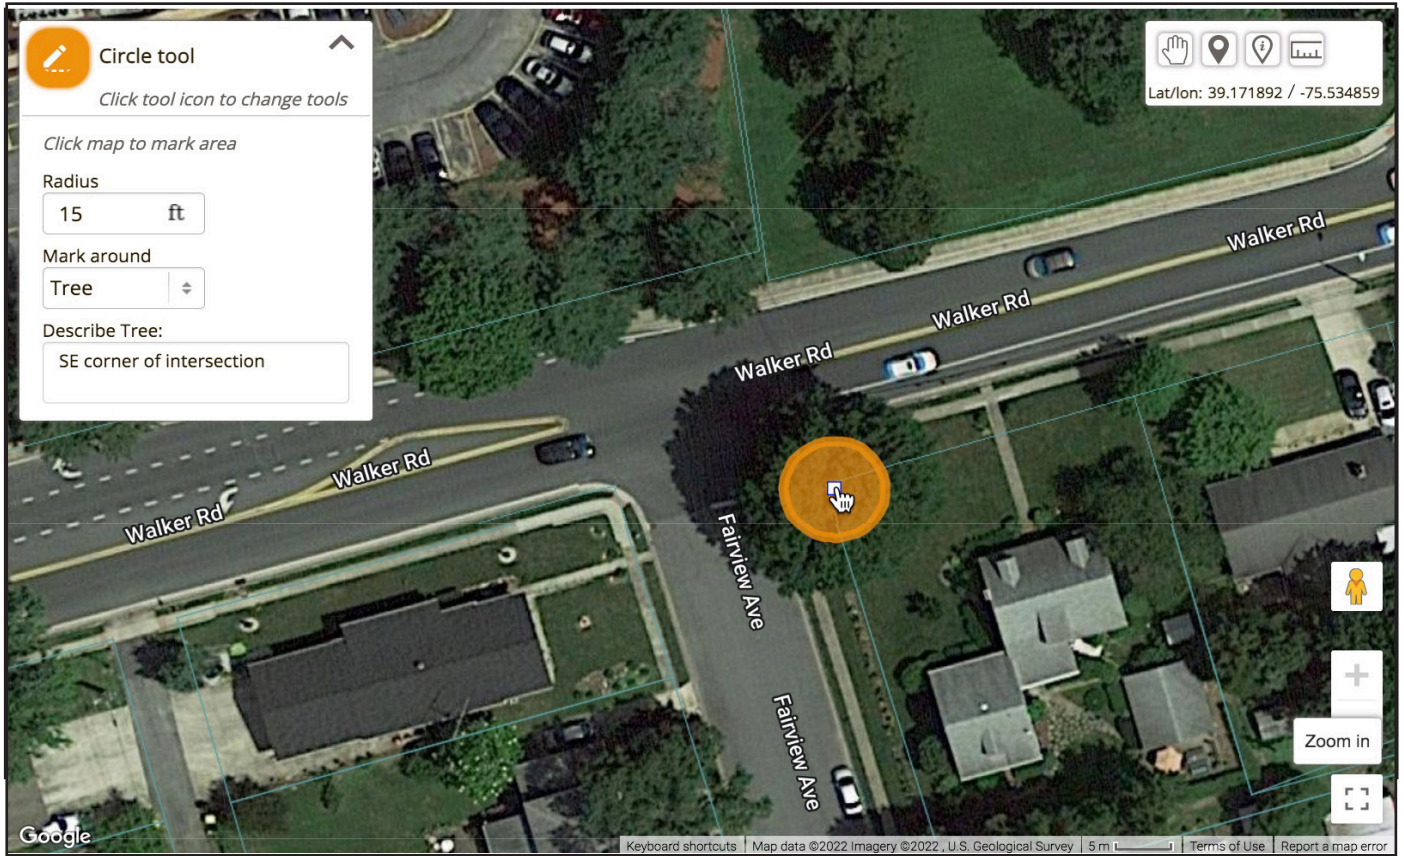 Circle tool
Click tool icon to change tools
Click map to mark area
Radius
15 ft
Mark around
Tree
Describe Tree:
SE corner of intersection
Lat/lon: 39.171892 / -75.534859
Walker Rd
Walker Rd
Walker Rd
Walker Rd
Walker Rd
Fairview Ave
Fairview Ave
Zoom in
Google
Keyboard shortcuts
Map data ©2022 Imagery ©2022 , U.S. Geological Survey
5 m
Terms of Use
Report a map error